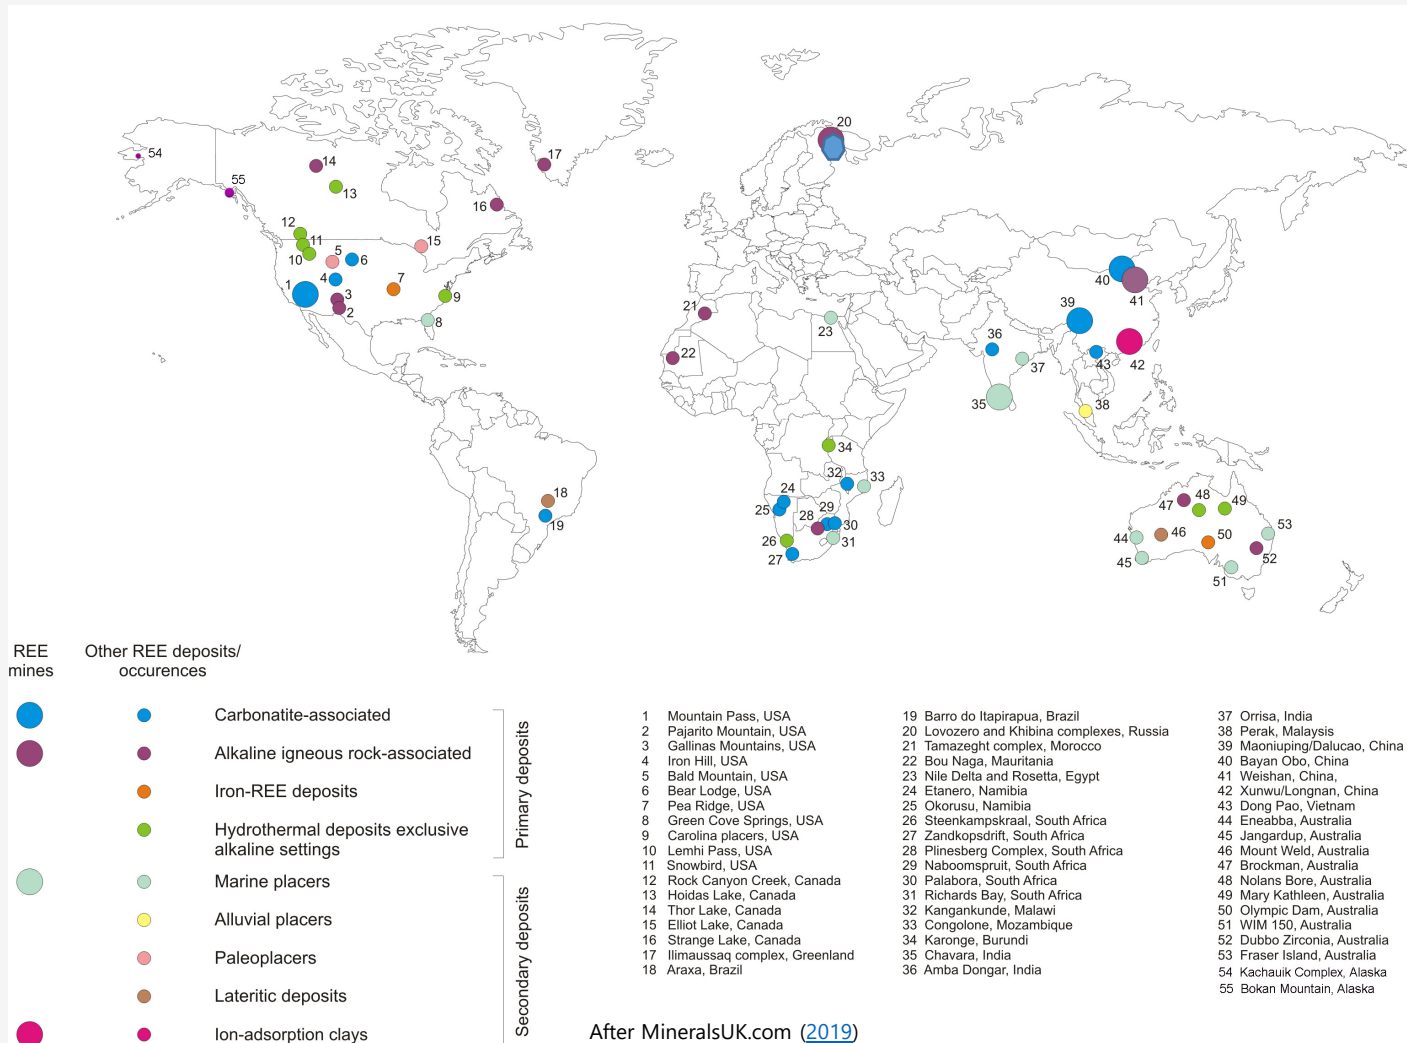 20
54
17
14
55
13
16
12
11
15
5
10
6
40
1
4
7
41
3
9
39
2
21
8
23
36
42
22
37
43
35
38
34
32
33
18
24
47
48
49
25
29
19
28
30
53
26
31
44
46
50
27
45
52
51
REE
mines
Other REE deposits/
occurences
Carbonatite-associated
Alkaline igneous rock-associated
Iron-REE deposits
Hydrothermal deposits exclusive
alkaline settings
Primary deposits
Marine placers
Alluvial placers
Paleoplacers
Lateritic deposits
Ion-adsorption clays
Secondary deposits
1 Mountain Pass, USA
2 Pajarito Mountain, USA
3 Gallinas Mountains, USA
4 Iron Hill, USA
5 Bald Mountain, USA
6 Bear Lodge, USA
7 Pea Ridge, USA
8 Green Cove Springs, USA
9 Carolina placers, USA
10 Lemhi Pass, USA
11 Snowbird, USA
12 Rock Canyon Creek, Canada
13 Hoidas Lake, Canada
14 Thor Lake, Canada
15 Elliot Lake, Canada
16 Strange Lake, Canada
17 Ilimaussaq complex, Greenland
18 Araxa, Brazil
19 Barro do Itapirapua, Brazil
20 Lovozero and Khibina complexes, Russia
21 Tamazeght complex, Morocco
22 Bou Naga, Mauritania
23 Nile Delta and Rosetta, Egypt
24 Etanero, Namibia
25 Okorusu, Namibia
26 Steenkampskraal, South Africa
27 Zandkopsdrift, South Africa
28 Plinesberg Complex, South Africa
29 Naboomspruit, South Africa
30 Palabora, South Africa
31 Richards Bay, South Africa
32 Kangankunde, Malawi
33 Congolone, Mozambique
34 Karonge, Burundi
35 Chavara, India
36 Amba Dongar, India
37 Orrisa, India
38 Perak, Malaysis
39 Maoniuping/Dalucao, China
40 Bayan Obo, China
41 Weishan, China,
42 Xunwu/Longnan, China
43 Dong Pao, Vietnam
44 Eneabba, Australia
45 Jangardup, Australia
46 Mount Weld, Australia
47 Brockman, Australia
48 Nolans Bore, Australia
49 Mary Kathleen, Australia
50 Olympic Dam, Australia
51 WIM 150, Australia
52 Dubbo Zirconia, Australia
53 Fraser Island, Australia
54 Kachauik Complex, Alaska
55 Bokan Mountain, Alaska
After MineralsUK.com (2019)